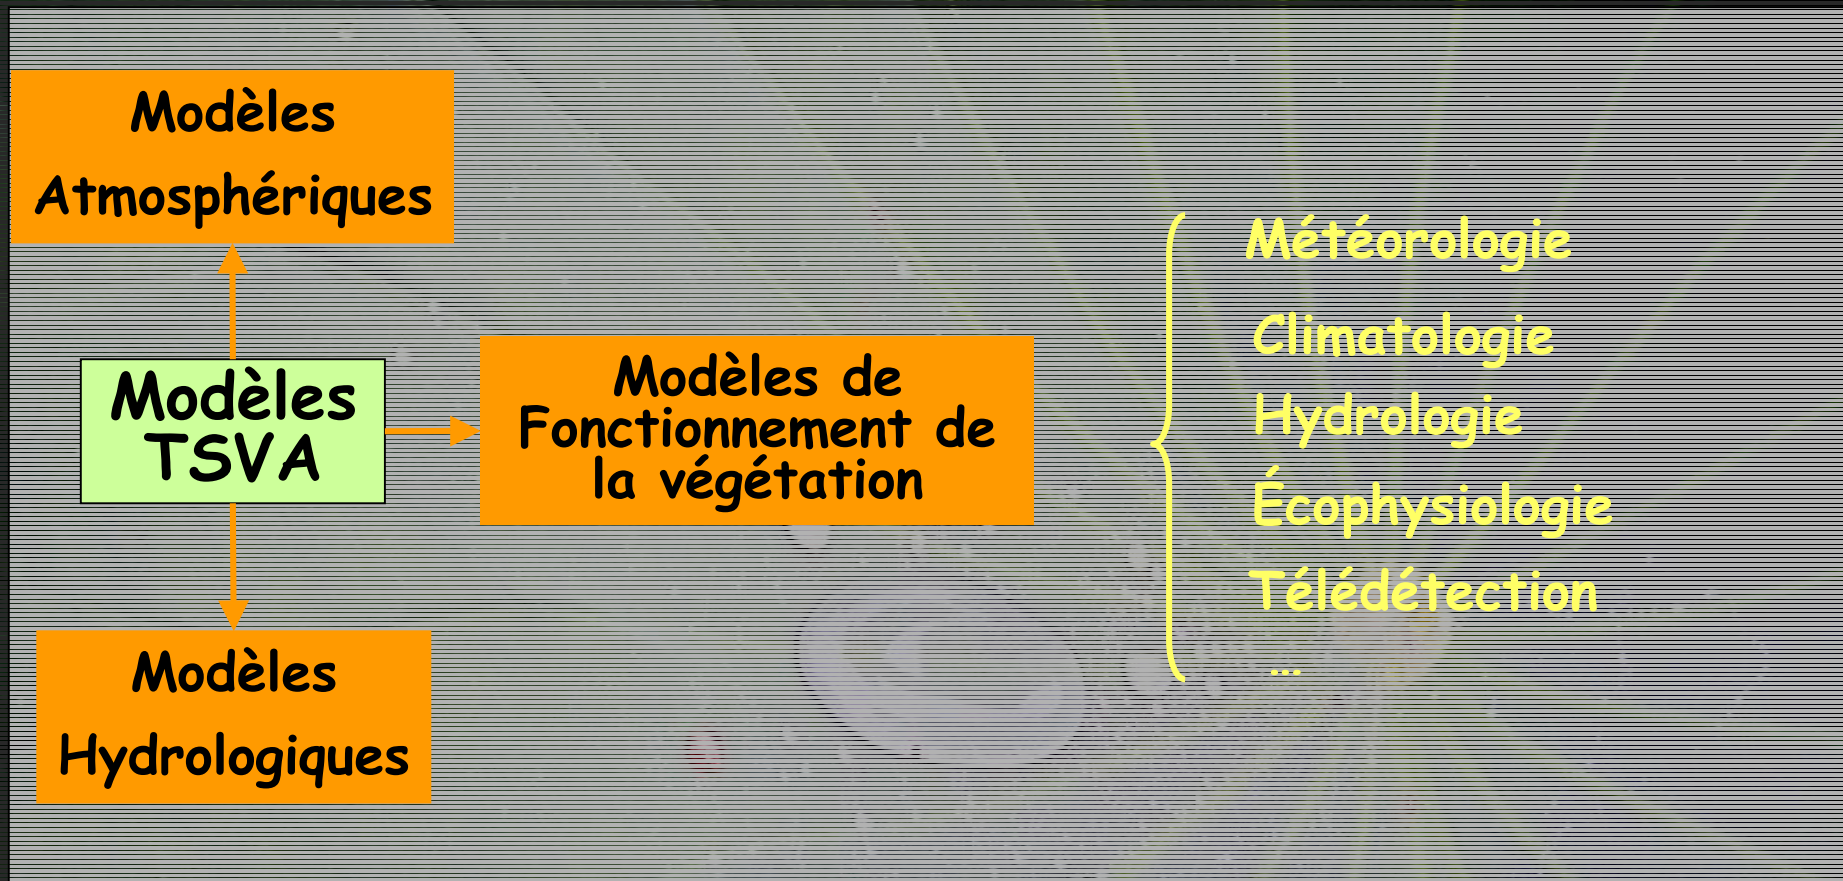 Modèles
Atmosphériques
Modèles
TSVA
Modèles de
Fonctionnement de
la végétation
Modèles
Hydrologiques
Météorologie
Climatologie
Hydrologie
Écophysiologie
Télédétection
...